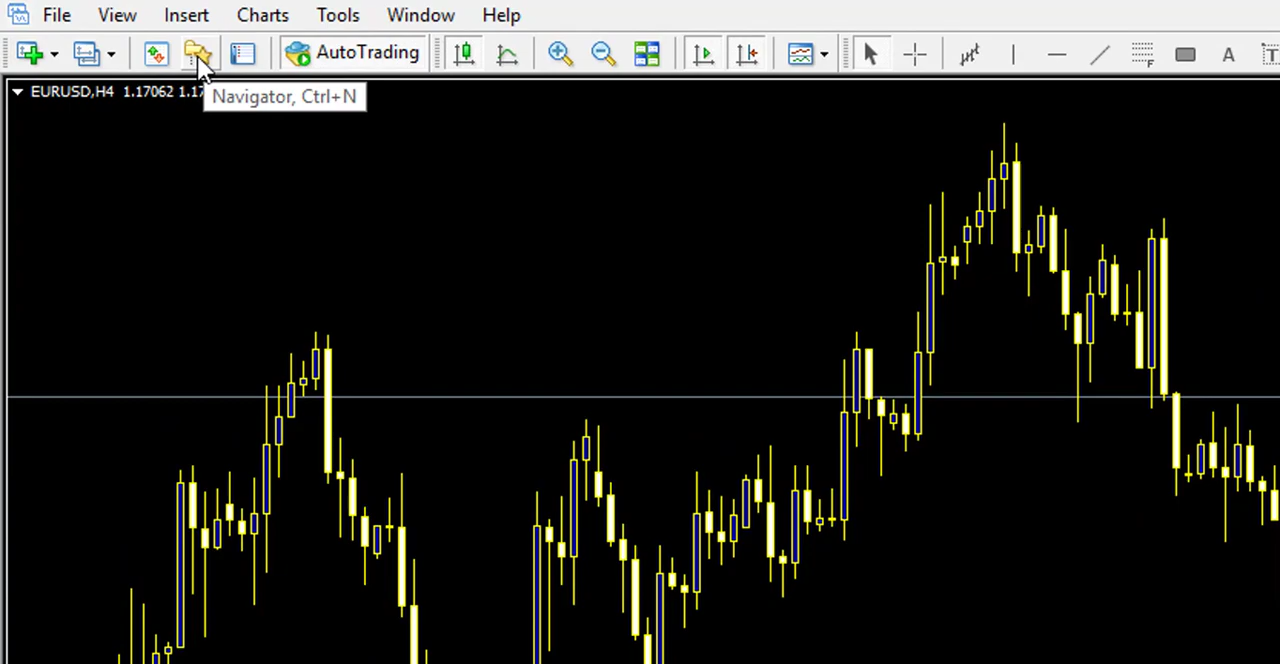 File View Insert Charts Tools Window Help
AutoTrading
A T
EURUSD,H4 1.17062 1.17
Navigator, Ctrl+N